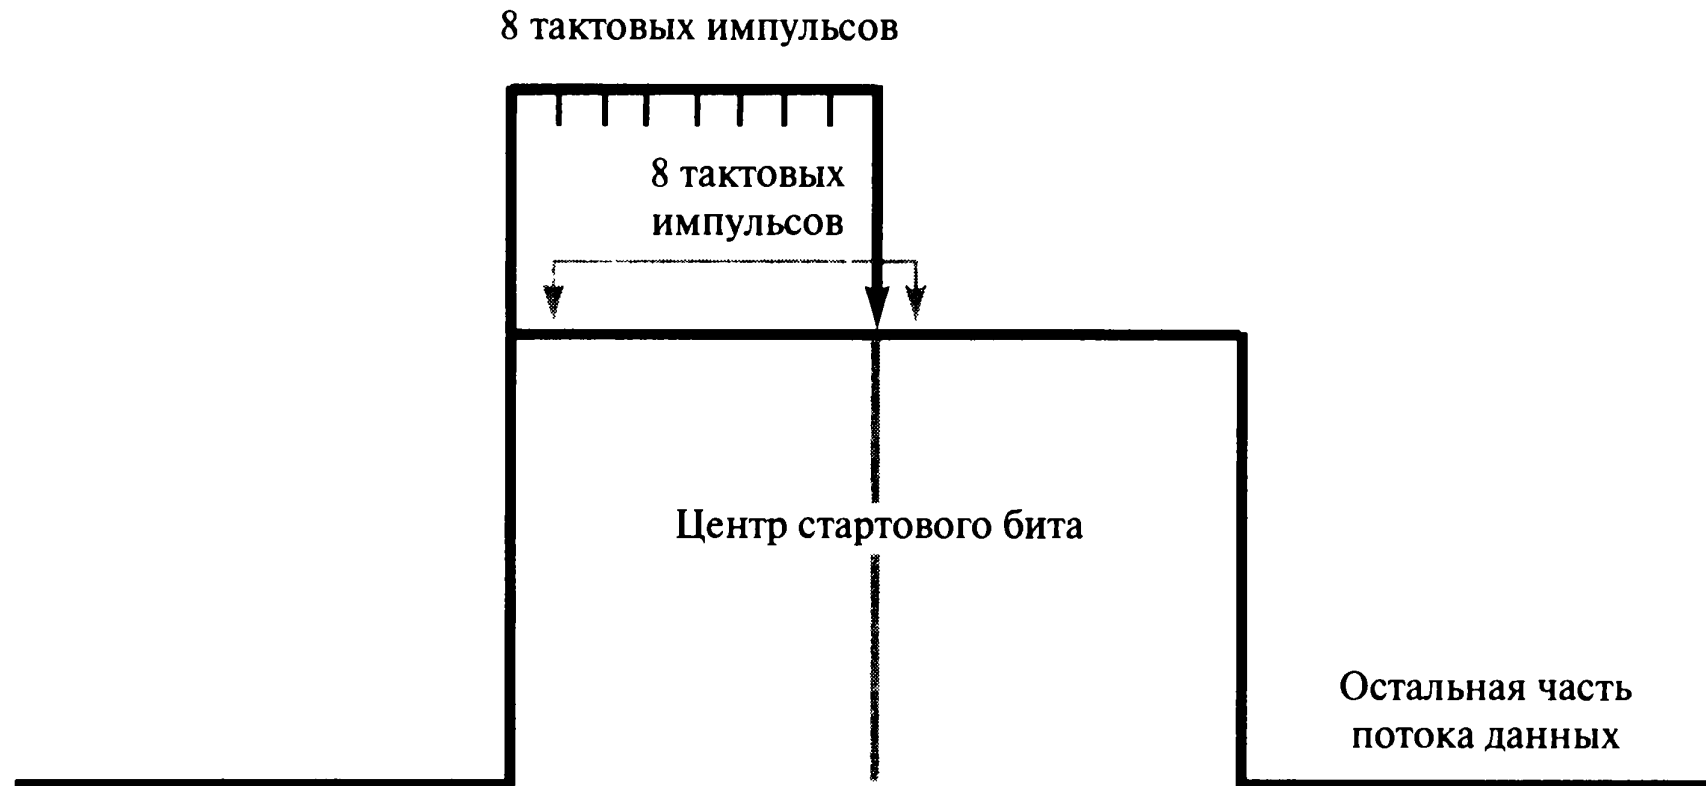 8 тактовых импульсов
8 тактовых
импульсов
Центр стартового бита
Остальная часть
потока данных